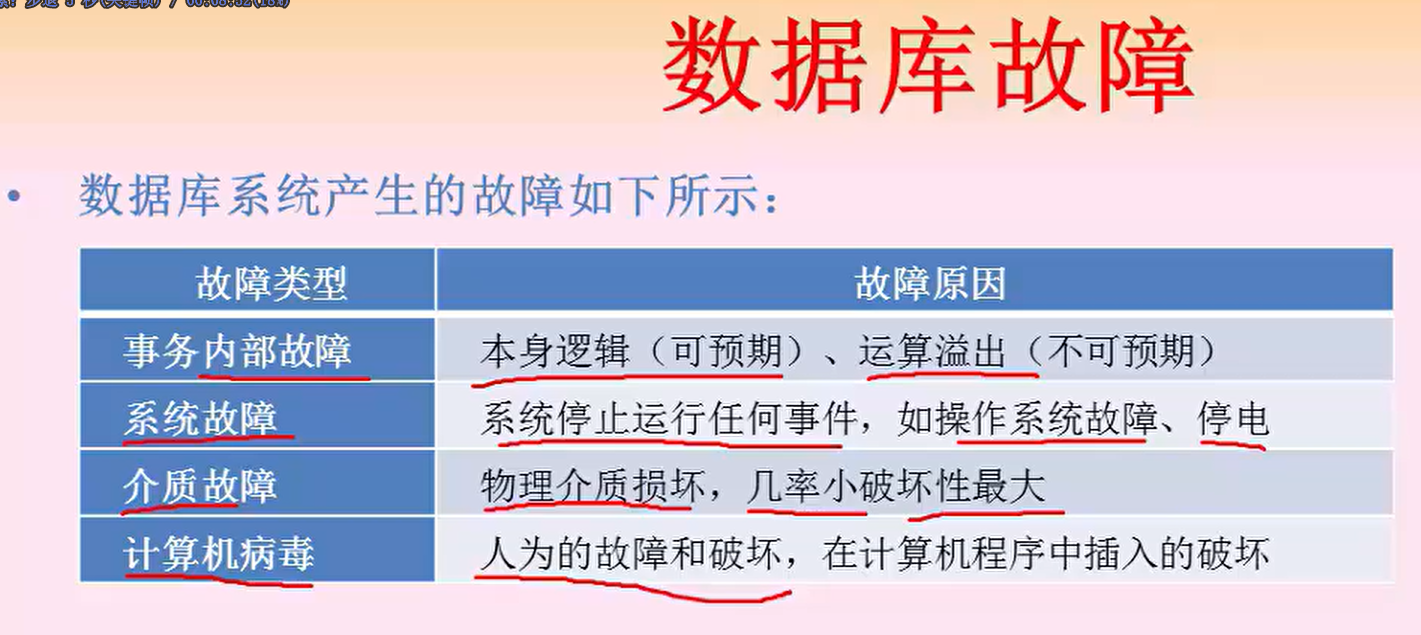 数据库故障
• 数据库系统产生的故障如下所示：
故障类型 故障原因
事务内部故障 本身逻辑（可预期）、运算溢出（不可预期）
系统故障 系统停止运行任何事件，如操作系统故障、停电
介质故障 物理介质损坏，几率小破坏性最大
计算机病毒 人为的故障和破坏，在计算机程序中插入的破坏